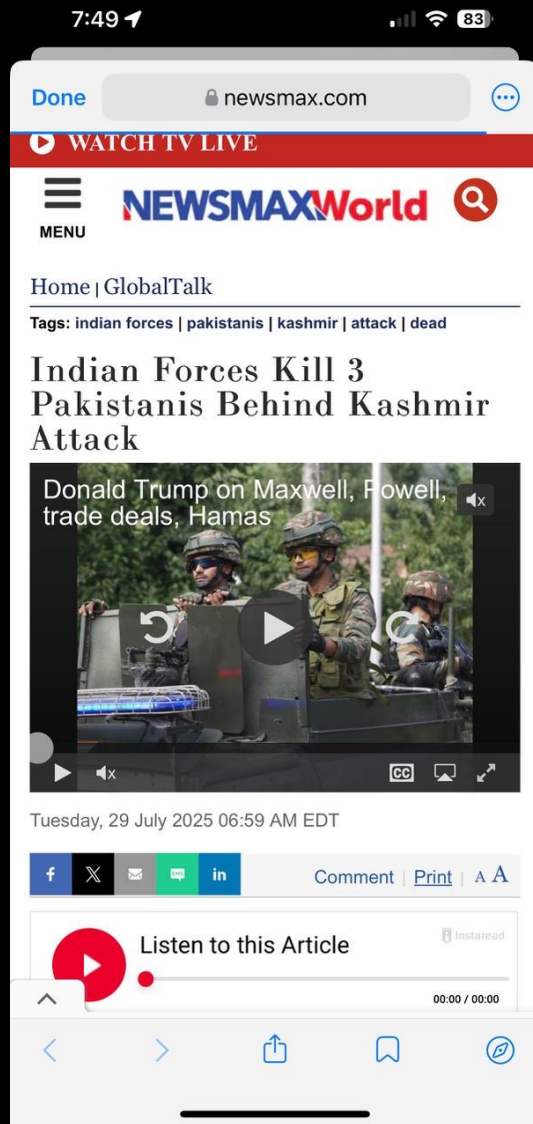 7:49
83
Done
newsmax.com
WATCH TV LIVE
MENU
NEWSMAXWorld
Home | GlobalTalk
Tags: indian forces | pakistanis | kashmir | attack | dead
Indian Forces Kill 3
Pakistanis Behind Kashmir
Attack
Donald Trump on Maxwell, Powell,
trade deals, Hamas
CC
Tuesday, 29 July 2025 06:59 AM EDT
f X SMS in
Comment | Print | A A
Instaread
Listen to this Article
00:00 / 00:00